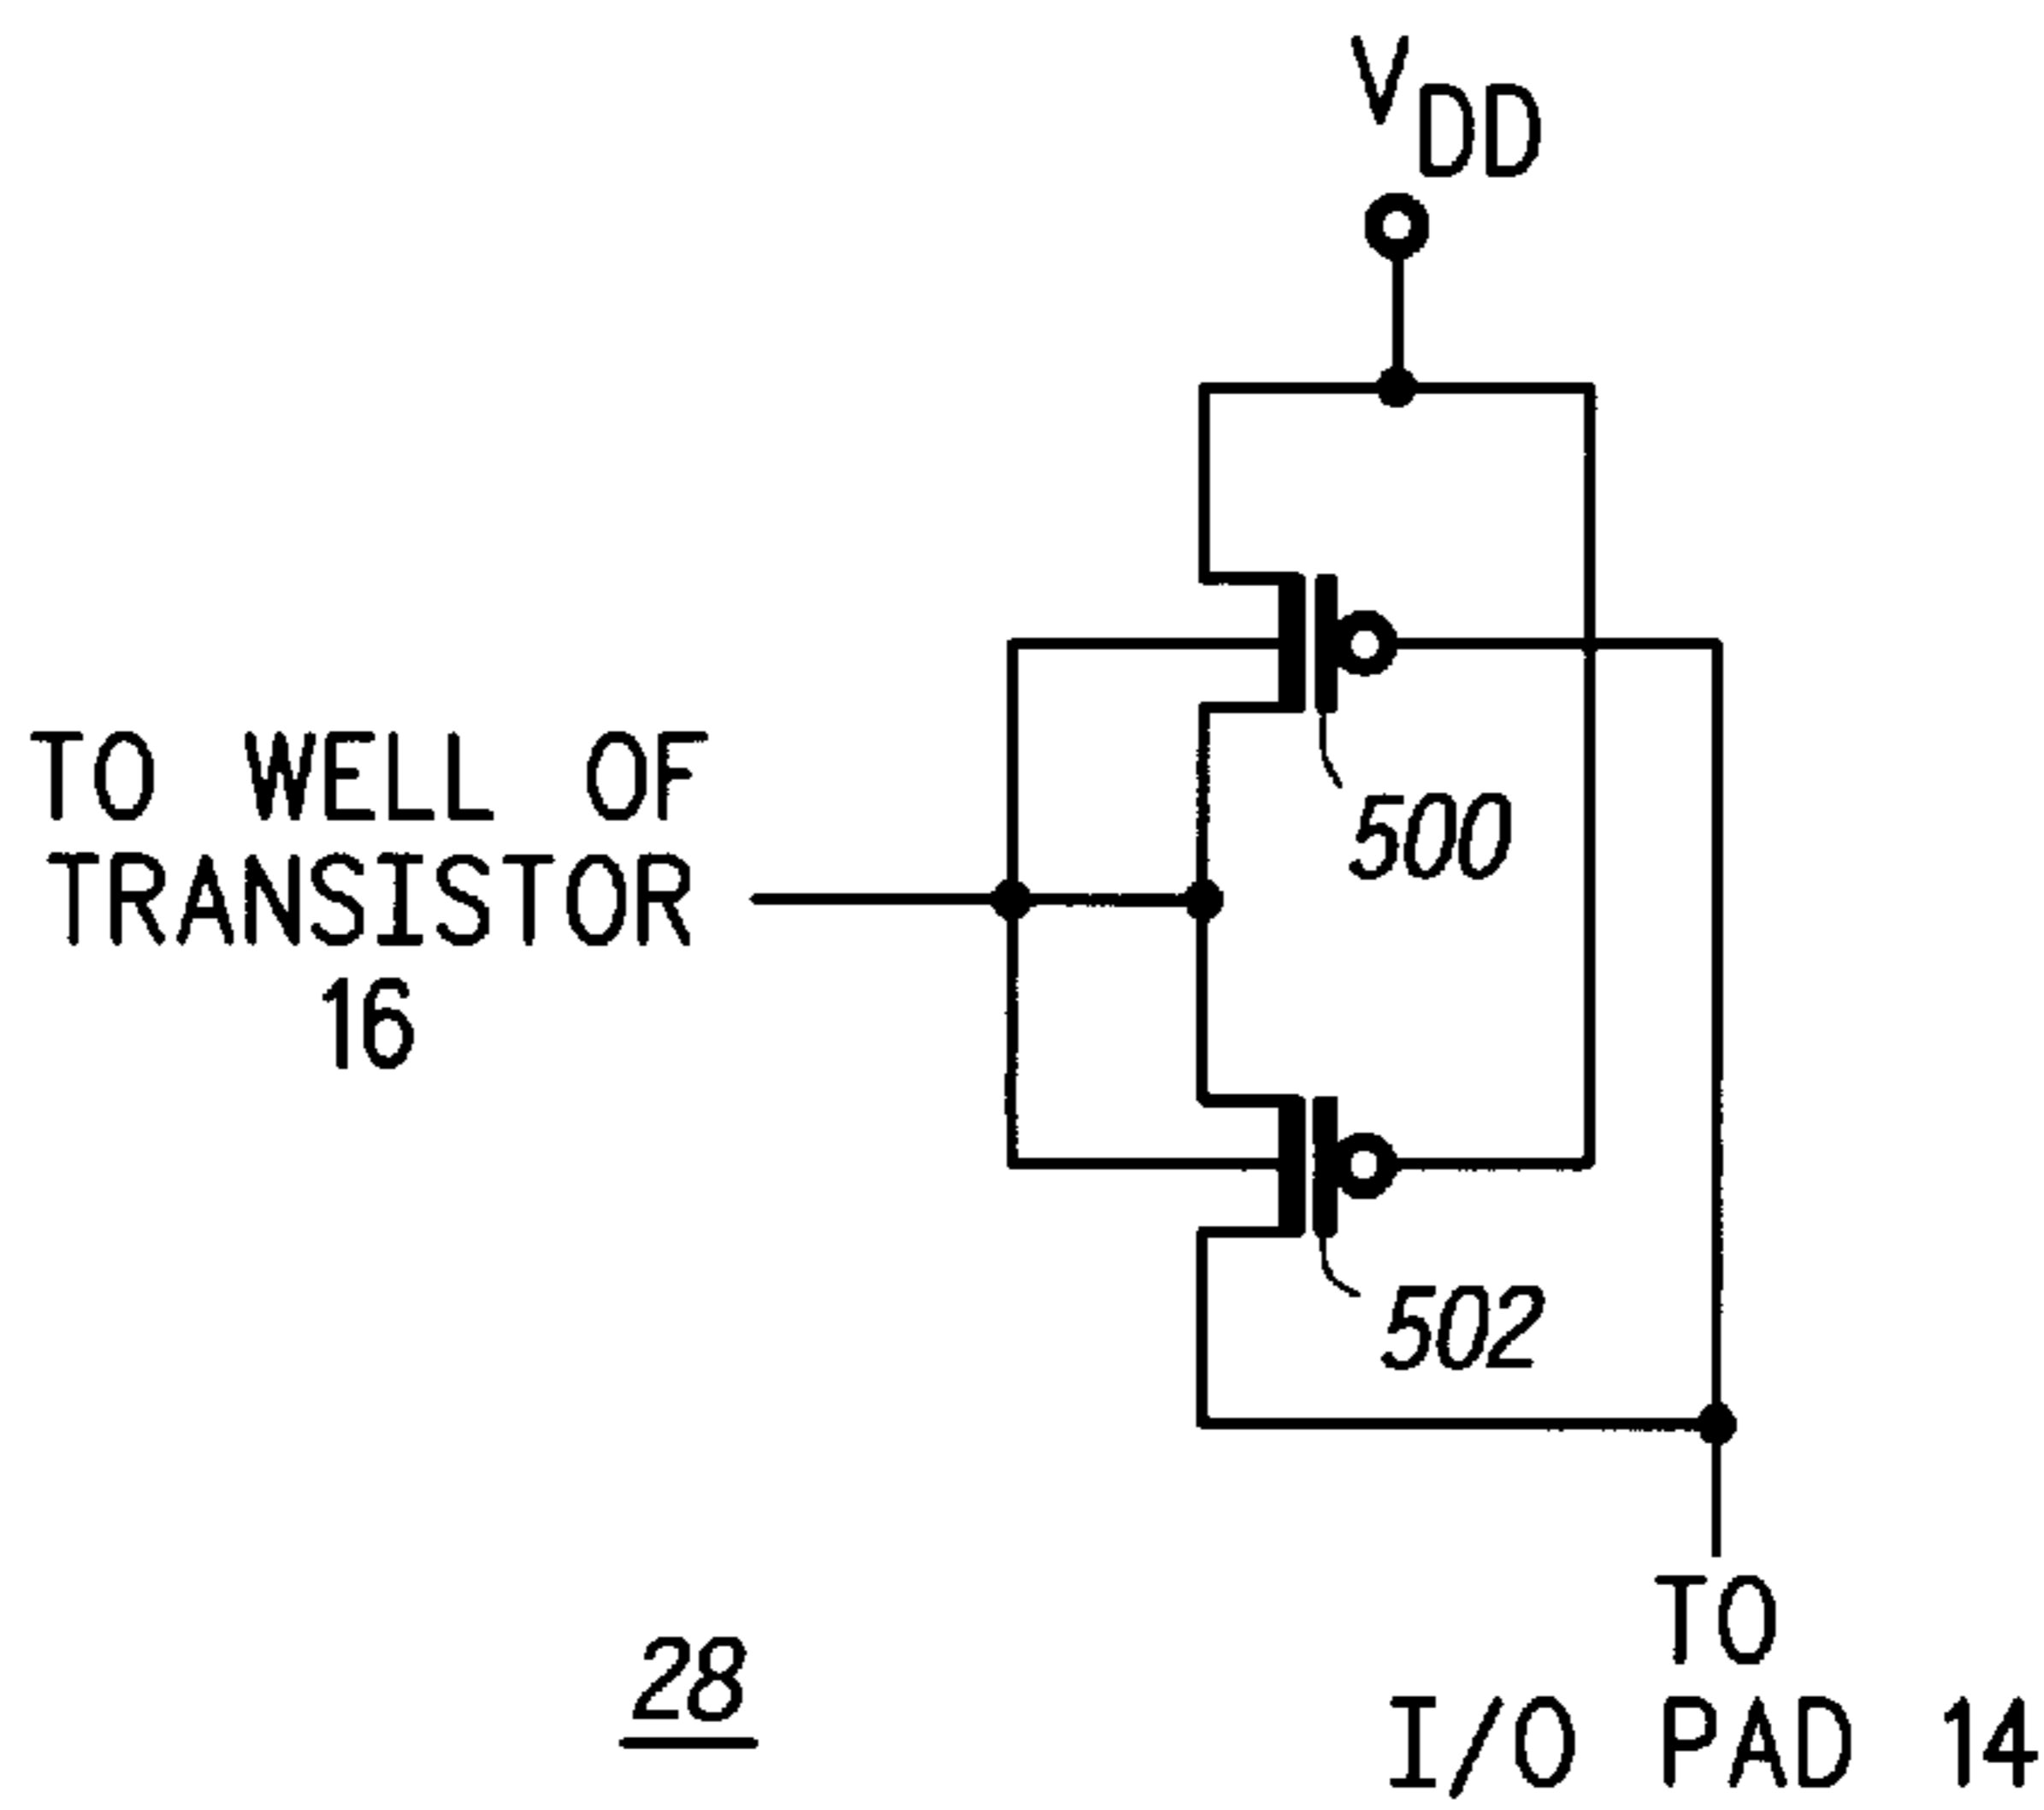 VDD
TO WELL OF
TRANSISTOR
16
500
502
28
TO
I/O PAD 14